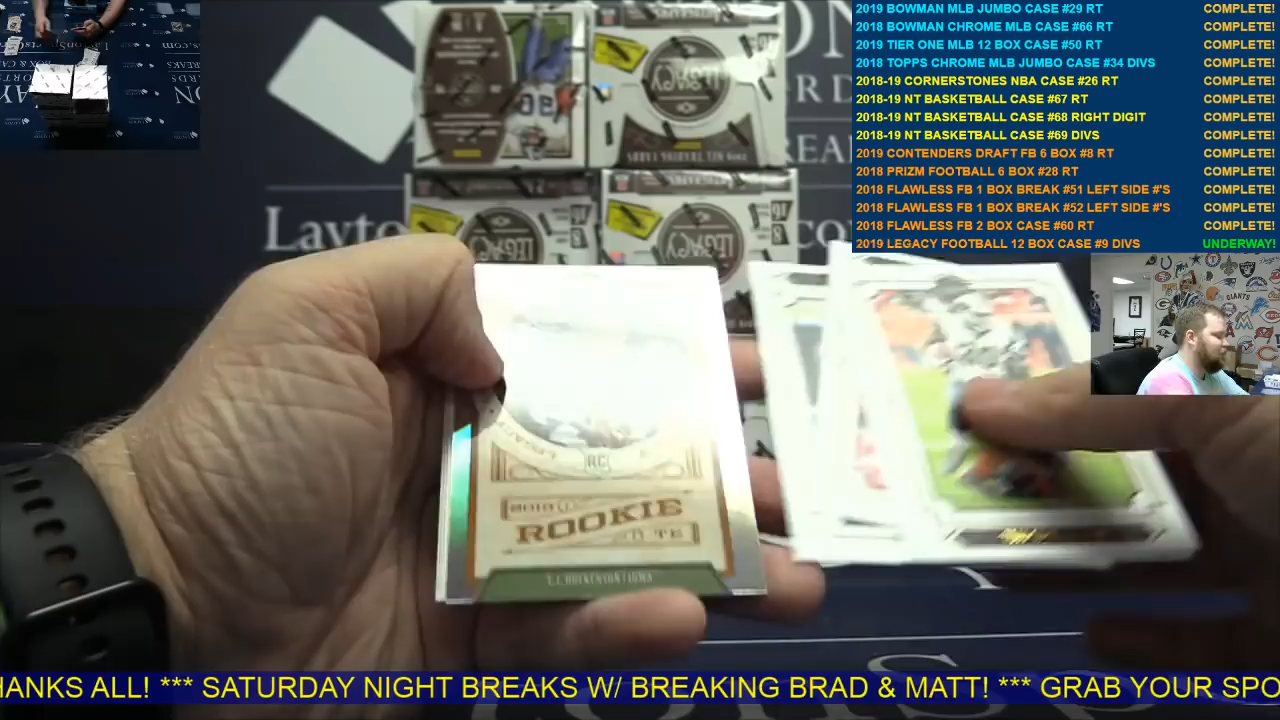 2019 BOWMAN MLB JUMBO CASE #29 RT COMPLETE!
2018 BOWMAN CHROME MLB CASE #66 RT COMPLETE!
2019 TIER ONE MLB 12 BOX CASE #50 RT COMPLETE!
2018 TOPPS CHROME MLB JUMBO CASE #34 DIVS COMPLETE!
2018-19 CORNERSTONES NBA CASE #26 RT COMPLETE!
2018-19 NT BASKETBALL CASE #67 RT COMPLETE!
2018-19 NT BASKETBALL CASE #68 RIGHT DIGIT COMPLETE!
2018-19 NT BASKETBALL CASE #69 DIVS COMPLETE!
2019 CONTENDERS DRAFT FB 6 BOX #8 RT COMPLETE!
2018 PRIZM FOOTBALL 6 BOX #28 RT COMPLETE!
2018 FLAWLESS FB 1 BOX BREAK #51 LEFT SIDE #'S COMPLETE!
2018 FLAWLESS FB 1 BOX BREAK #52 LEFT SIDE #'S COMPLETE!
2018 FLAWLESS FB 2 BOX CASE #60 RT COMPLETE!
2019 LEGACY FOOTBALL 12 BOX CASE #9 DIVS UNDERWAY!
LEGACY
LEGACY
LEGACY
Layto
RC
ROOKIE
TE
GIANTS
HANKS ALL! *** SATURDAY NIGHT BREAKS W/ BREAKING BRAD & MATT! *** GRAB YOUR SPO